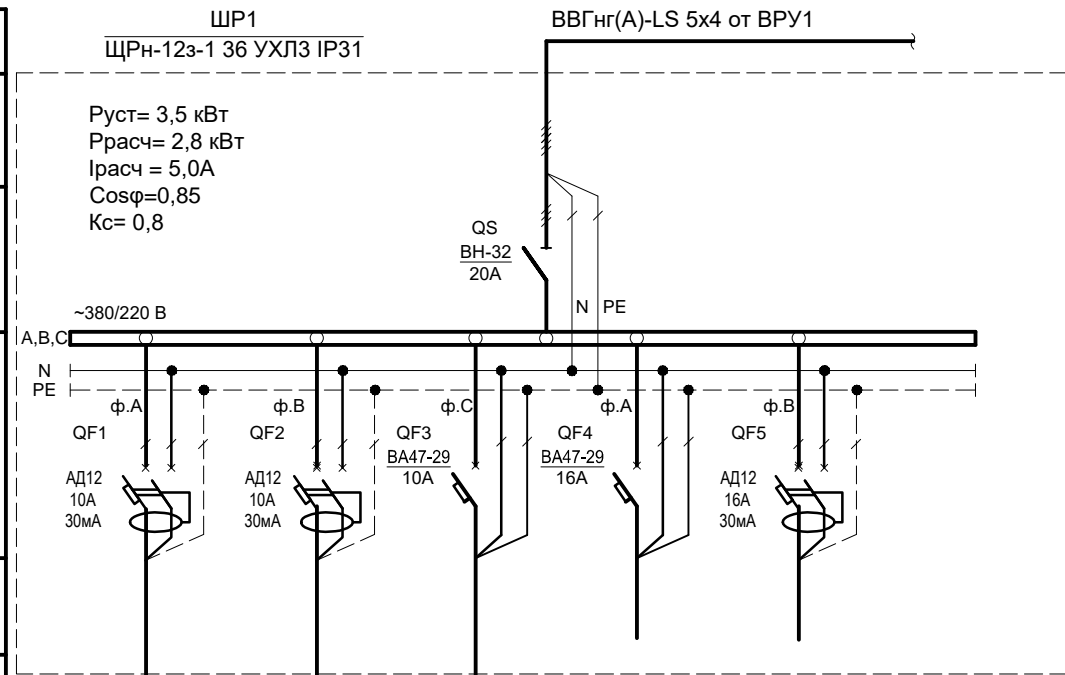 ШР1
ЩРн-12з-1 36 УХЛ3 IP31
ВВГнг(А)-LS 5х4 от ВРУ1
Руст= 3,5 кВт
Ррасч= 2,8 кВт
Iрасч = 5,0А
Cosφ=0,85
Кс= 0,8
QS
ВН-32
20А
~380/220 В
N
PE
А,В,С
N
PE
ф.А
ф.В
ф.С
ф.А
ф.В
QF1
АД12
10А
30мА
QF2
АД12
10А
30мА
QF3
ВА47-29
10А
QF4
ВА47-29
16А
QF5
АД12
16А
30мА